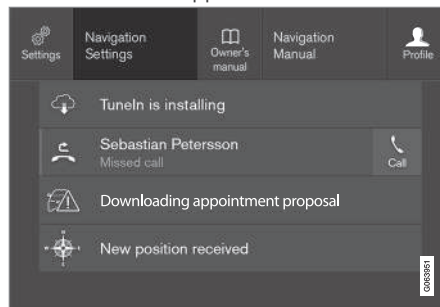 Settings
Navigation
Settings
Owner's
manual
Navigation
Manual
Profile
TuneIn is installing
Sebastian Petersson
Missed call
Call
Downloading appointment proposal
New position received
G063951